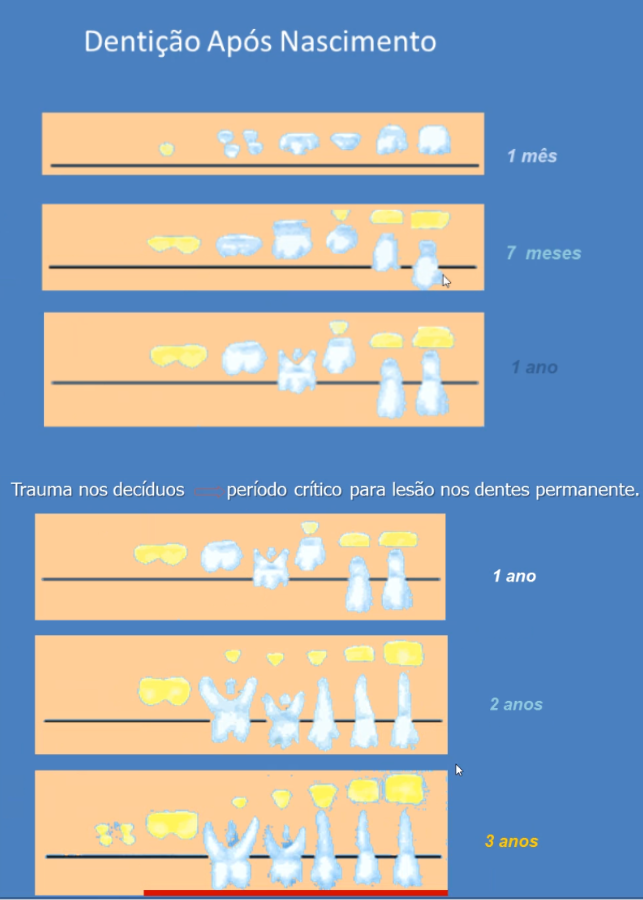 Dentição Após Nascimento
1 mês
7 meses
1 ano
Trauma nos decíduos período crítico para lesão nos dentes permanente.
1 ano
2 anos
3 anos